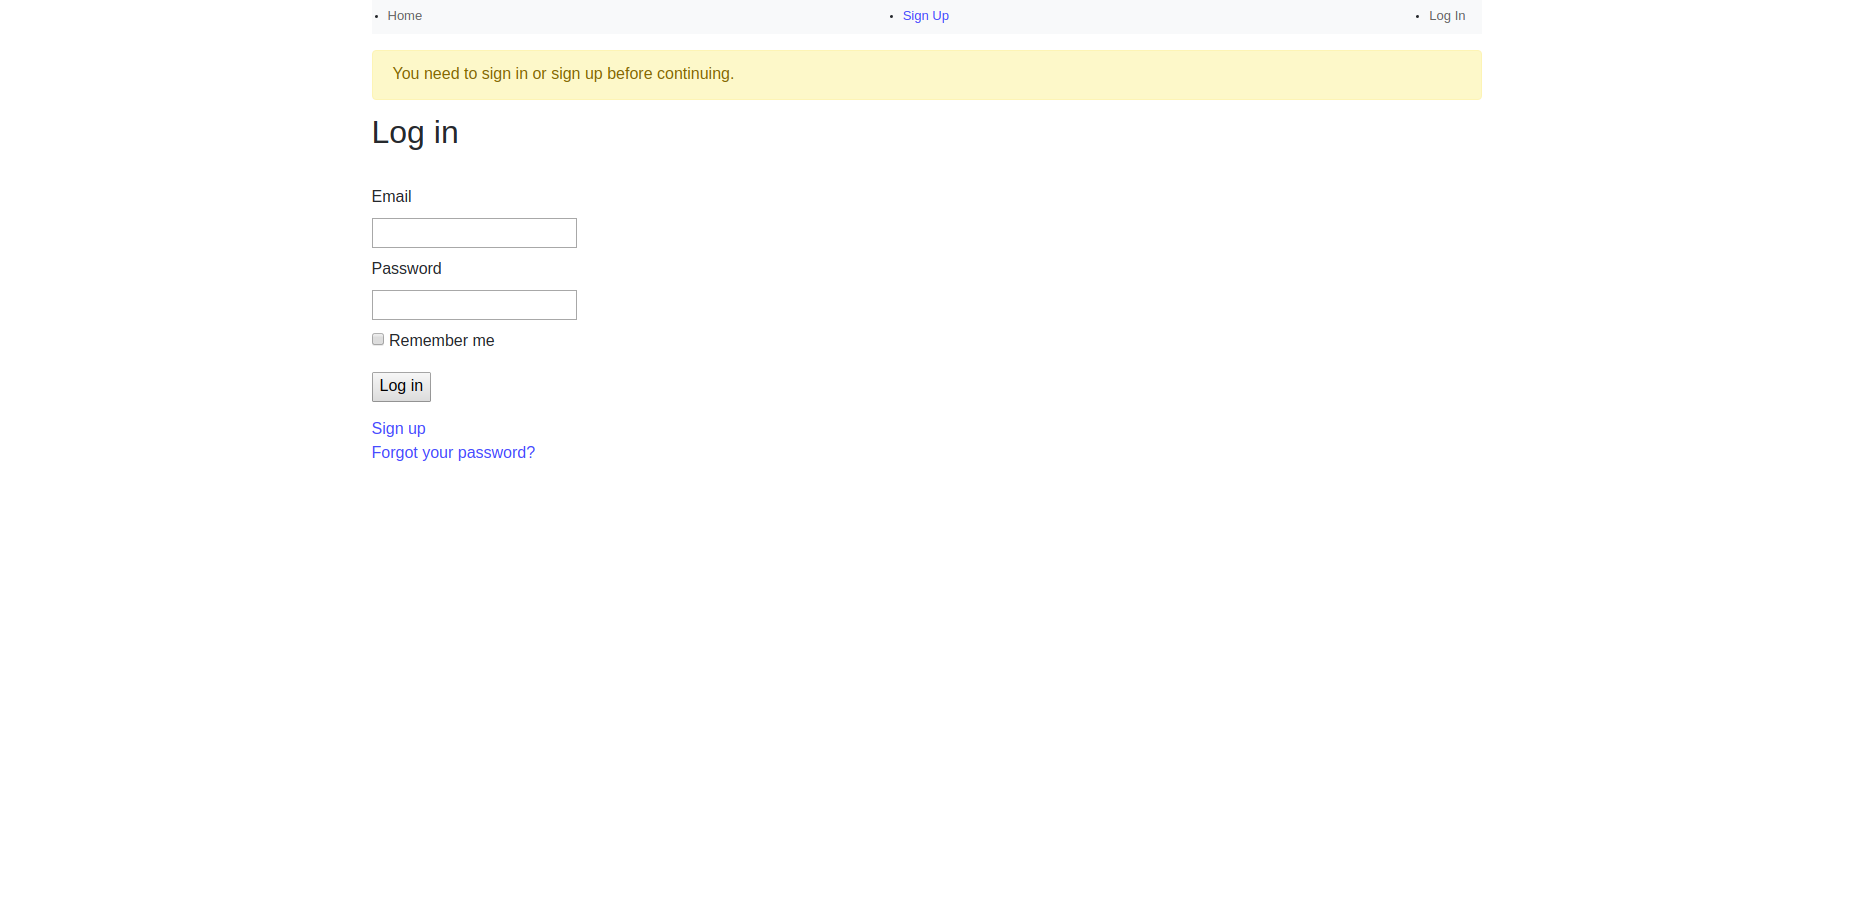 Home
Sign Up
Log In
You need to sign in or sign up before continuing.
Log in
Email
Password
Remember me
Log in
Sign up
Forgot your password?